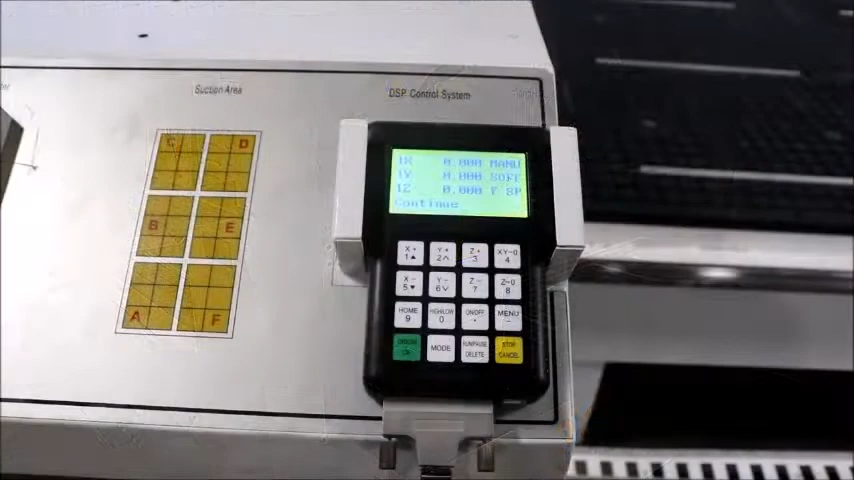 Suction Area
DSP Control System
C D
B E
A F
1X 0.000 MANU
1Y 0.000 SOFT
1Z 0.000 F SP
Continue
X+ Y+ Z+ XY-0
1▲ 2 3 4
X- Y- Z- Z-0
5▼ 6 7 8
HOME HIGH/LOW ON/OFF MENU
9 0 . -
MODE RUN/PAUSE STOP
OK DELETE CANCEL